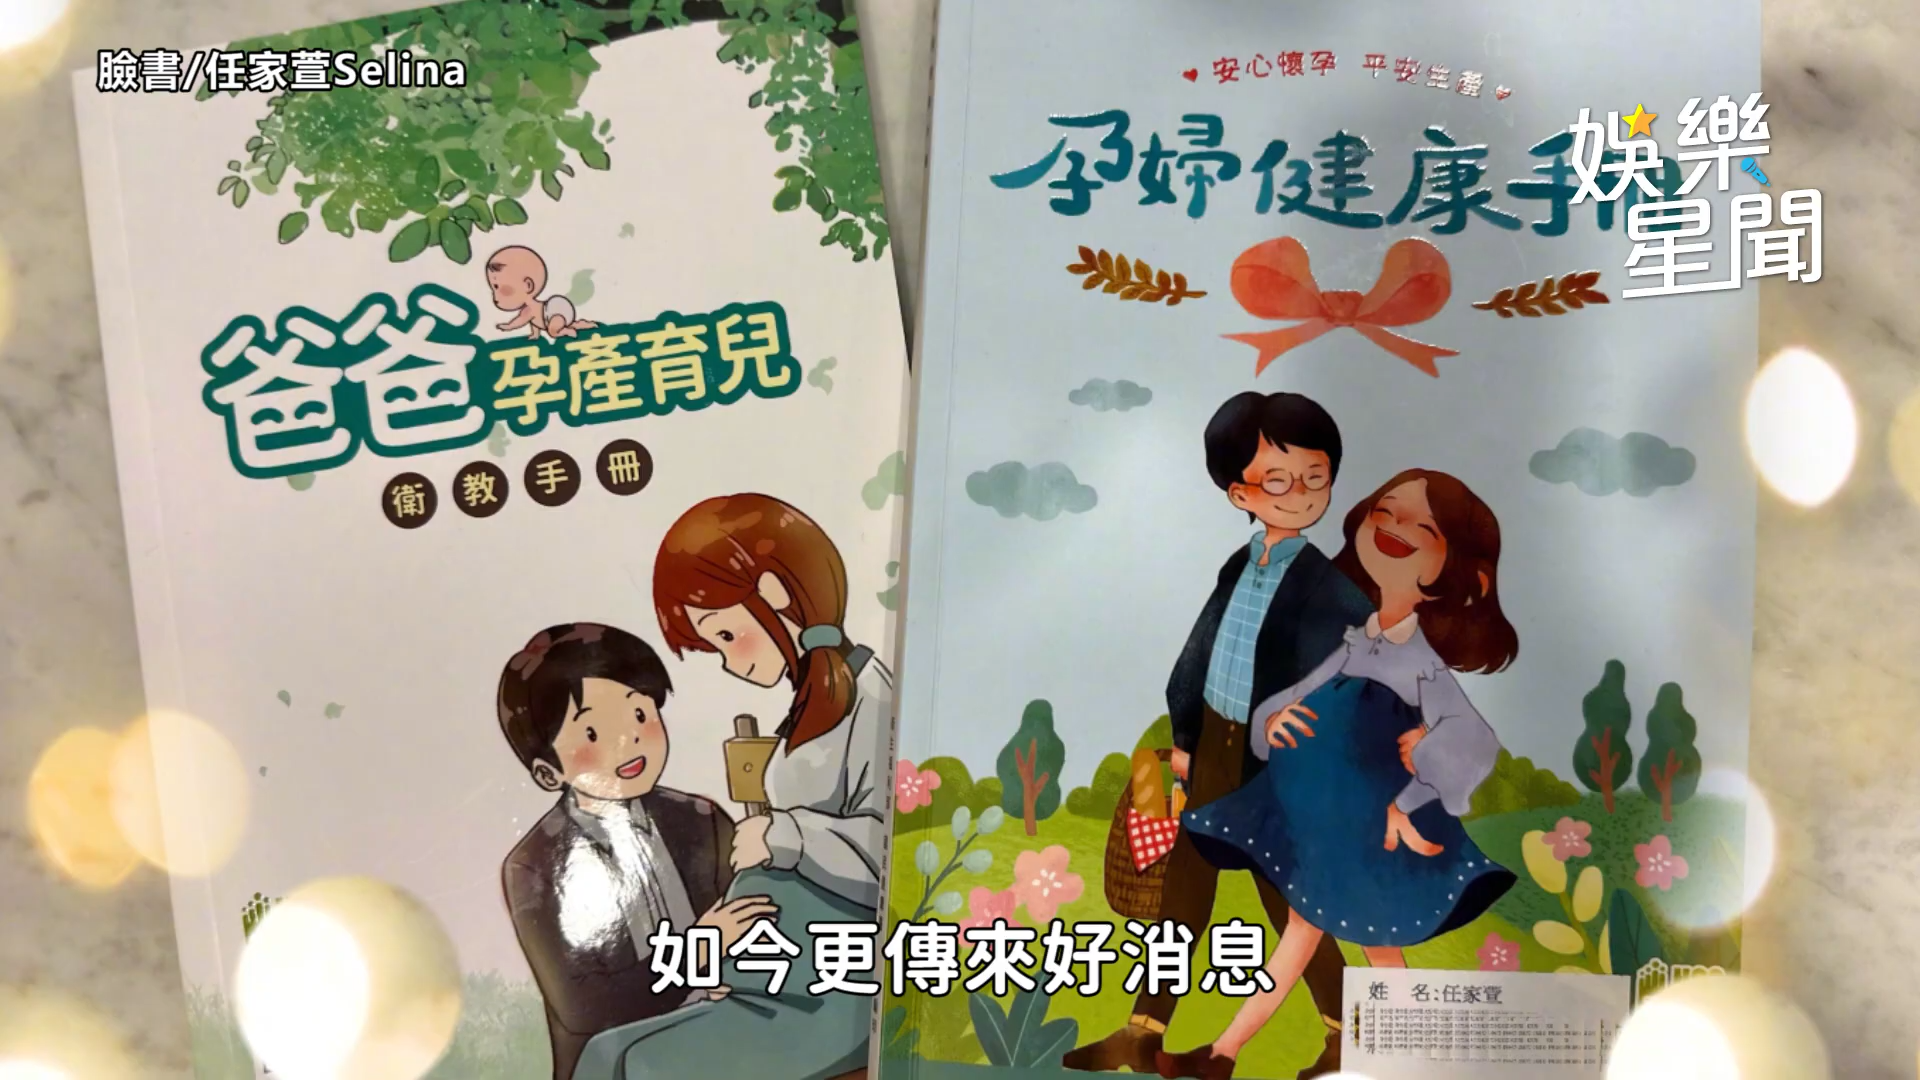 臉書/任家萱Selina
安心懷孕 平安生產
孕婦健康手
娛樂
星聞
爸爸孕產育兒
衛教手冊
如今更傳來好消息
姓 名:任家萱